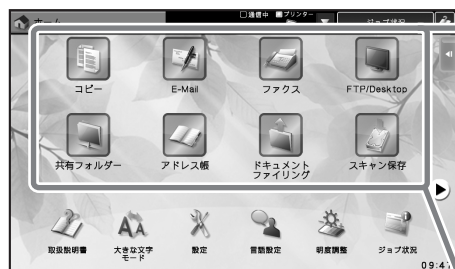 ホーム
通信中 プリンター
ジョブ状況
コピー
E-Mail
ファクス
FTP/Desktop
共有フォルダー
アドレス帳
ドキュメント
ファイリング
スキャン保存
取扱説明書
大きな文字
モード
設定
言語設定
明度調整
ジョブ状況
09:47